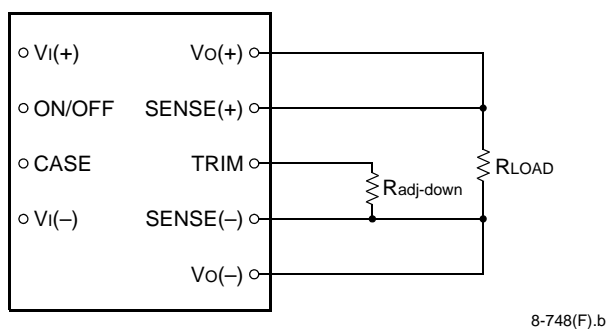 VI(+) VO(+)
ON/OFF SENSE(+)
CASE TRIM
Radj-down
RLOAD
VI(–) SENSE(–)
VO(–)
8-748(F).b